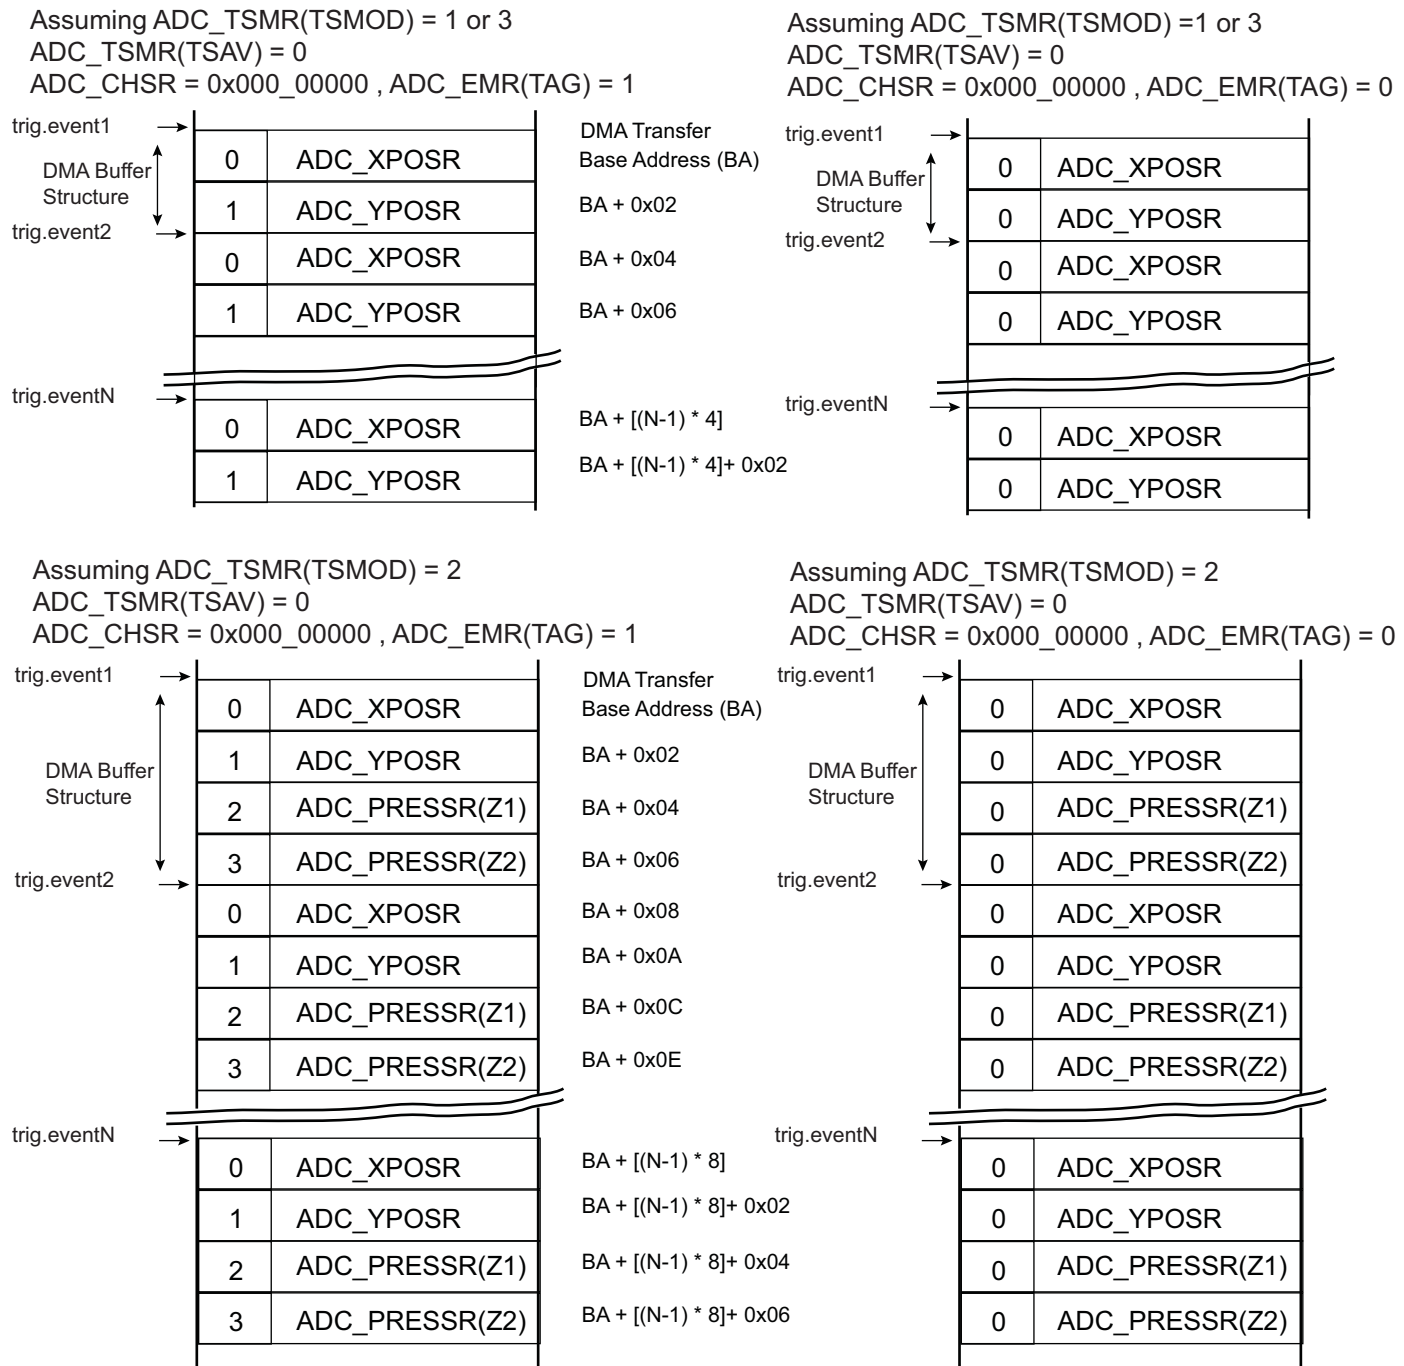 Assuming ADC_TSMR(TSMOD) = 1 or 3
ADC_TSMR(TSAV) = 0
ADC_CHSR = 0x000_00000 , ADC_EMR(TAG) = 1
trig.event1
DMA Transfer
0 ADC_XPOSR Base Address (BA)
DMA Buffer
Structure
1 ADC_YPOSR BA + 0x02
trig.event2
0 ADC_XPOSR BA + 0x04
1 ADC_YPOSR BA + 0x06
trig.eventN
0 ADC_XPOSR BA + [(N-1) * 4]
1 ADC_YPOSR BA + [(N-1) * 4]+ 0x02
Assuming ADC_TSMR(TSMOD) =1 or 3
ADC_TSMR(TSAV) = 0
ADC_CHSR = 0x000_00000 , ADC_EMR(TAG) = 0
trig.event1
0 ADC_XPOSR
DMA Buffer
Structure
0 ADC_YPOSR
trig.event2
0 ADC_XPOSR
0 ADC_YPOSR
trig.eventN
0 ADC_XPOSR
0 ADC_YPOSR
Assuming ADC_TSMR(TSMOD) = 2
ADC_TSMR(TSAV) = 0
ADC_CHSR = 0x000_00000 , ADC_EMR(TAG) = 1
trig.event1
DMA Transfer
0 ADC_XPOSR Base Address (BA)
1 ADC_YPOSR BA + 0x02
DMA Buffer
Structure
2 ADC_PRESSR(Z1) BA + 0x04
3 ADC_PRESSR(Z2) BA + 0x06
trig.event2
0 ADC_XPOSR BA + 0x08
1 ADC_YPOSR BA + 0x0A
2 ADC_PRESSR(Z1) BA + 0x0C
3 ADC_PRESSR(Z2) BA + 0x0E
trig.eventN
0 ADC_XPOSR BA + [(N-1) * 8]
1 ADC_YPOSR BA + [(N-1) * 8]+ 0x02
2 ADC_PRESSR(Z1) BA + [(N-1) * 8]+ 0x04
3 ADC_PRESSR(Z2) BA + [(N-1) * 8]+ 0x06
Assuming ADC_TSMR(TSMOD) = 2
ADC_TSMR(TSAV) = 0
ADC_CHSR = 0x000_00000 , ADC_EMR(TAG) = 0
trig.event1
0 ADC_XPOSR
0 ADC_YPOSR
DMA Buffer
Structure
0 ADC_PRESSR(Z1)
0 ADC_PRESSR(Z2)
trig.event2
0 ADC_XPOSR
0 ADC_YPOSR
0 ADC_PRESSR(Z1)
0 ADC_PRESSR(Z2)
trig.eventN
0 ADC_XPOSR
0 ADC_YPOSR
0 ADC_PRESSR(Z1)
0 ADC_PRESSR(Z2)